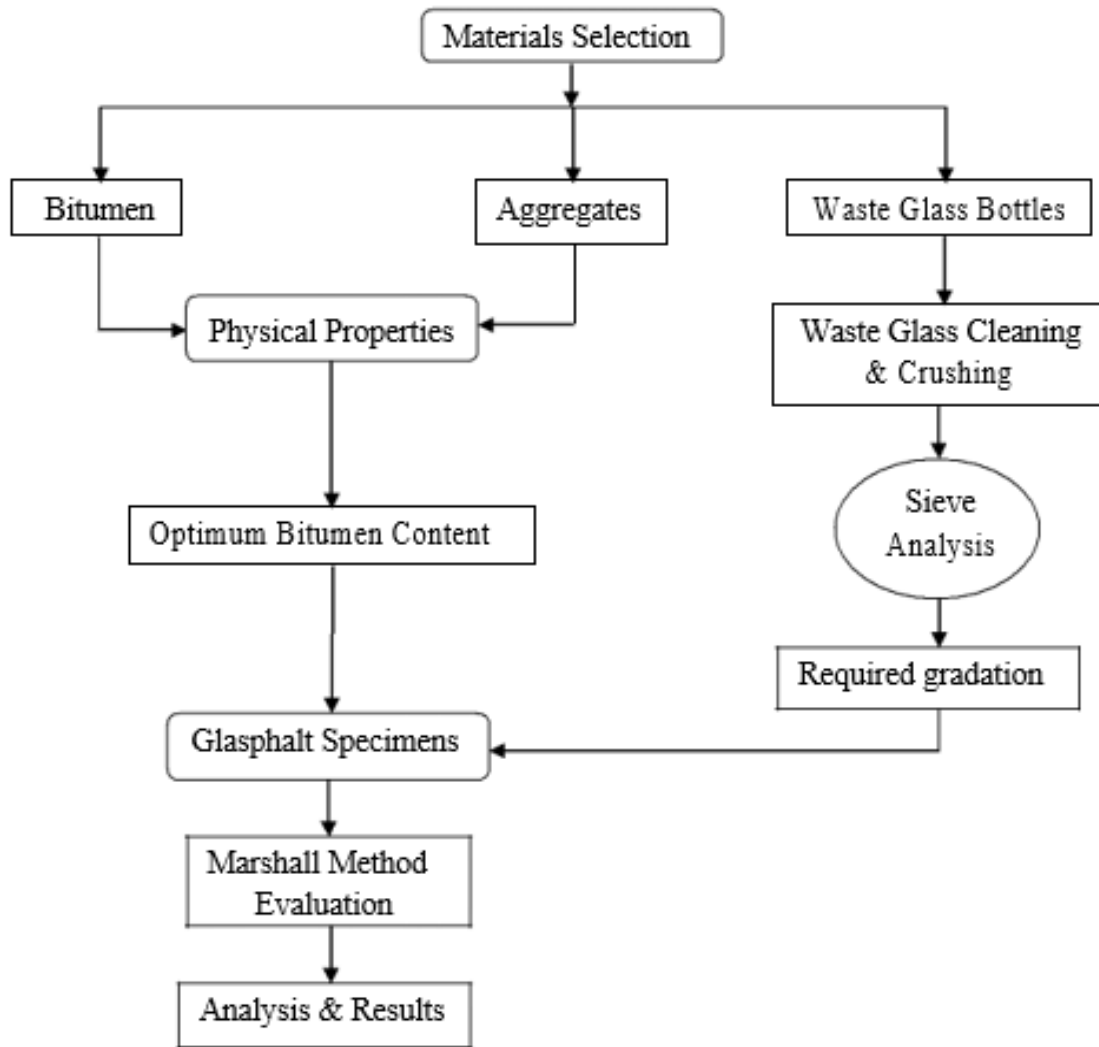 Materials Selection
Bitumen
Aggregates
Waste Glass Bottles
Physical Properties
Waste Glass Cleaning
& Crushing
Optimum Bitumen Content
Sieve
Analysis
Required gradation
Glasphalt Specimens
Marshall Method
Evaluation
Analysis & Results